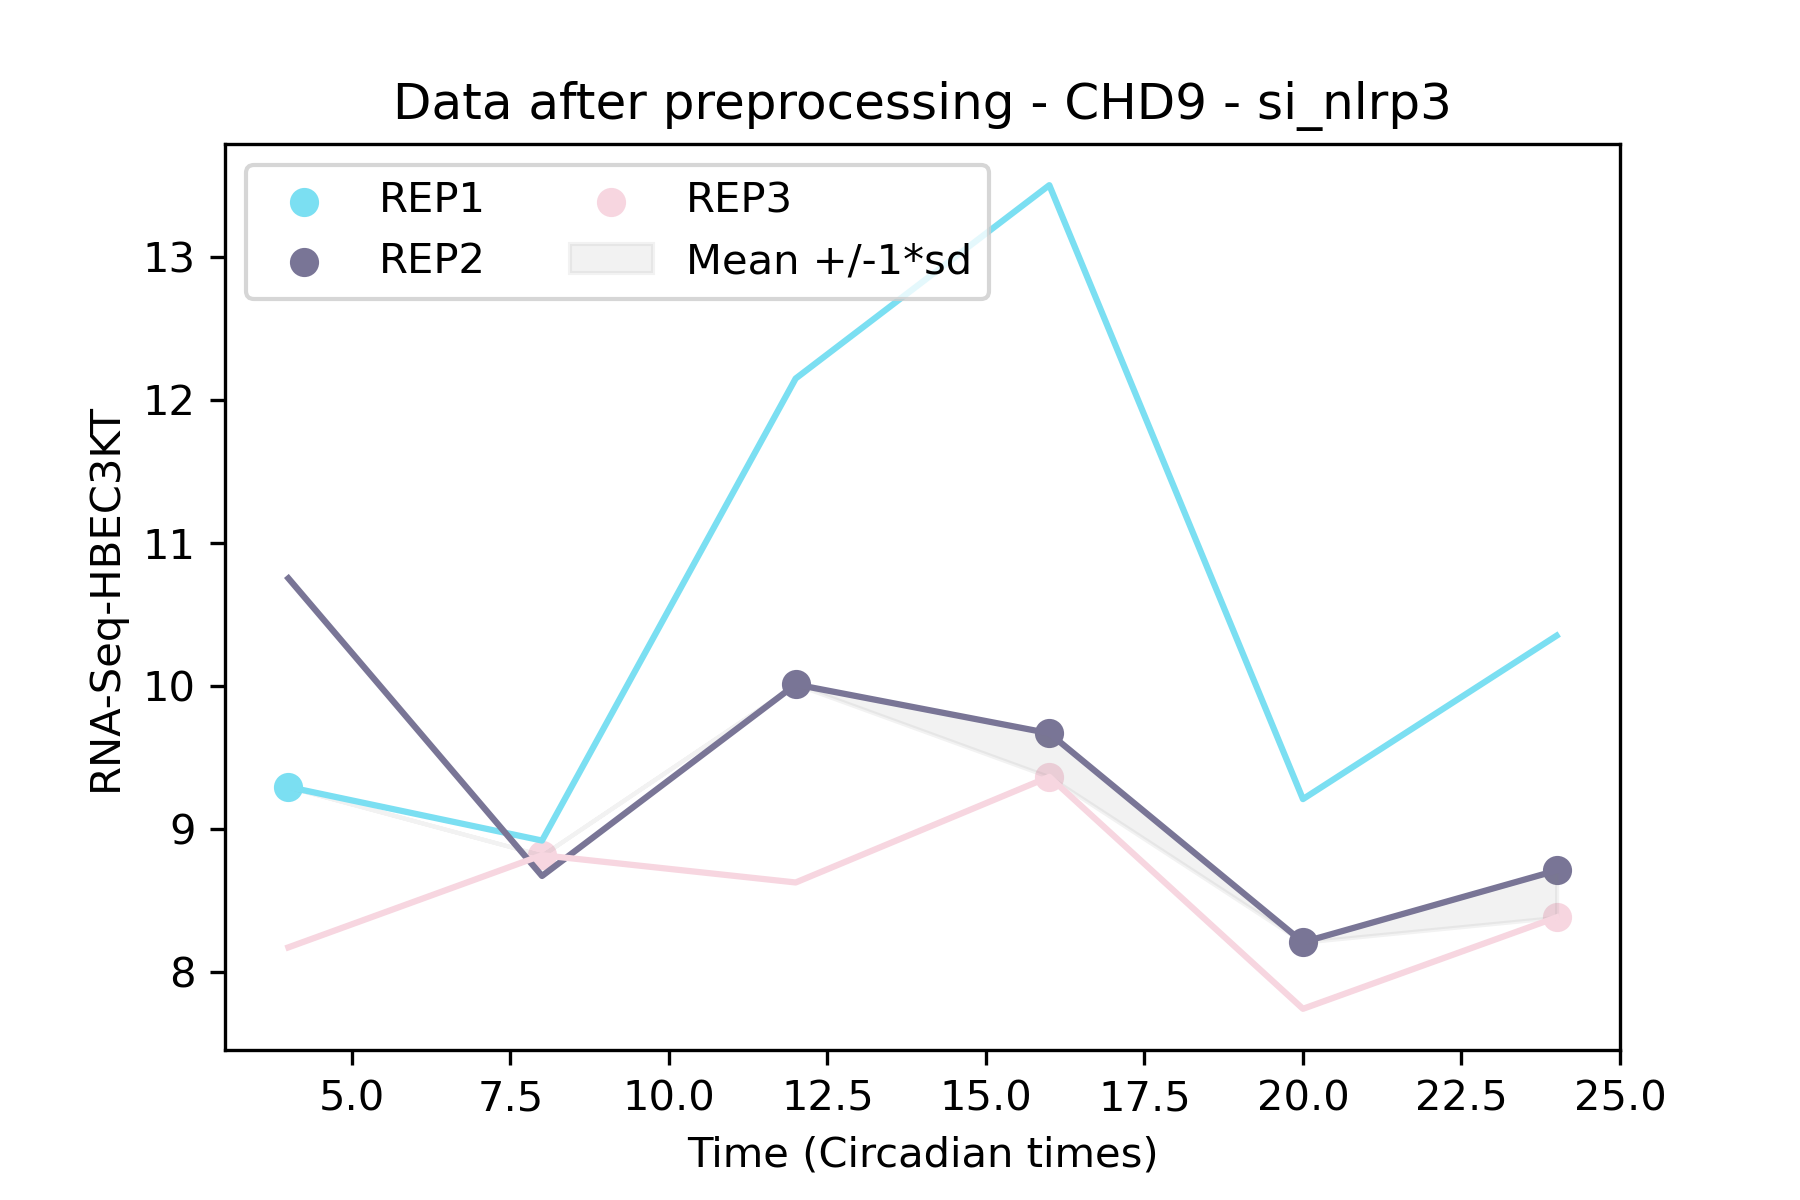 Data after preprocessing - CHD9 - si_nlrp3
REP1
REP2
REP3
Mean +/-1*sd
RNA-Seq-HBEC3KT
13
12
11
10
9
8
5.0 7.5 10.0 12.5 15.0 17.5 20.0 22.5 25.0
Time (Circadian times)